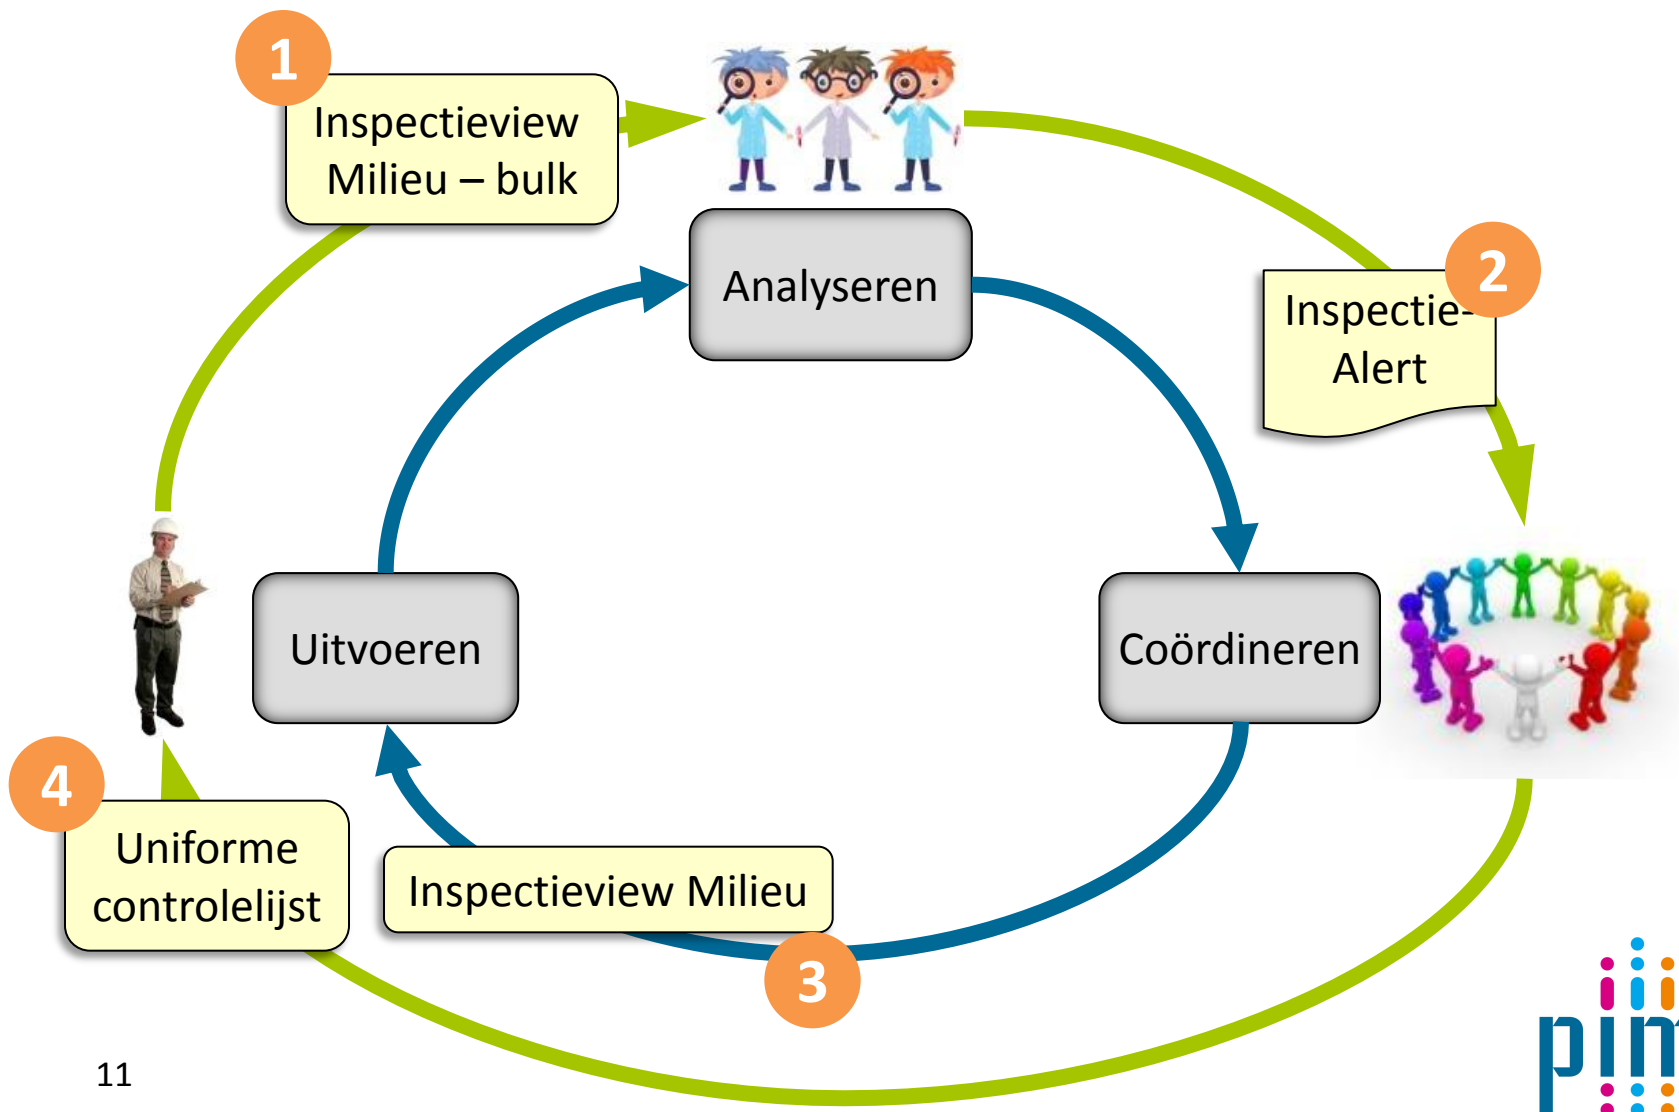 1
Inspectieview
Milieu – bulk
Analyseren
2
Inspectie-
Alert
Uitvoeren
Coördineren
4
Uniforme
controlelijst
Inspectieview Milieu
3
11
pim